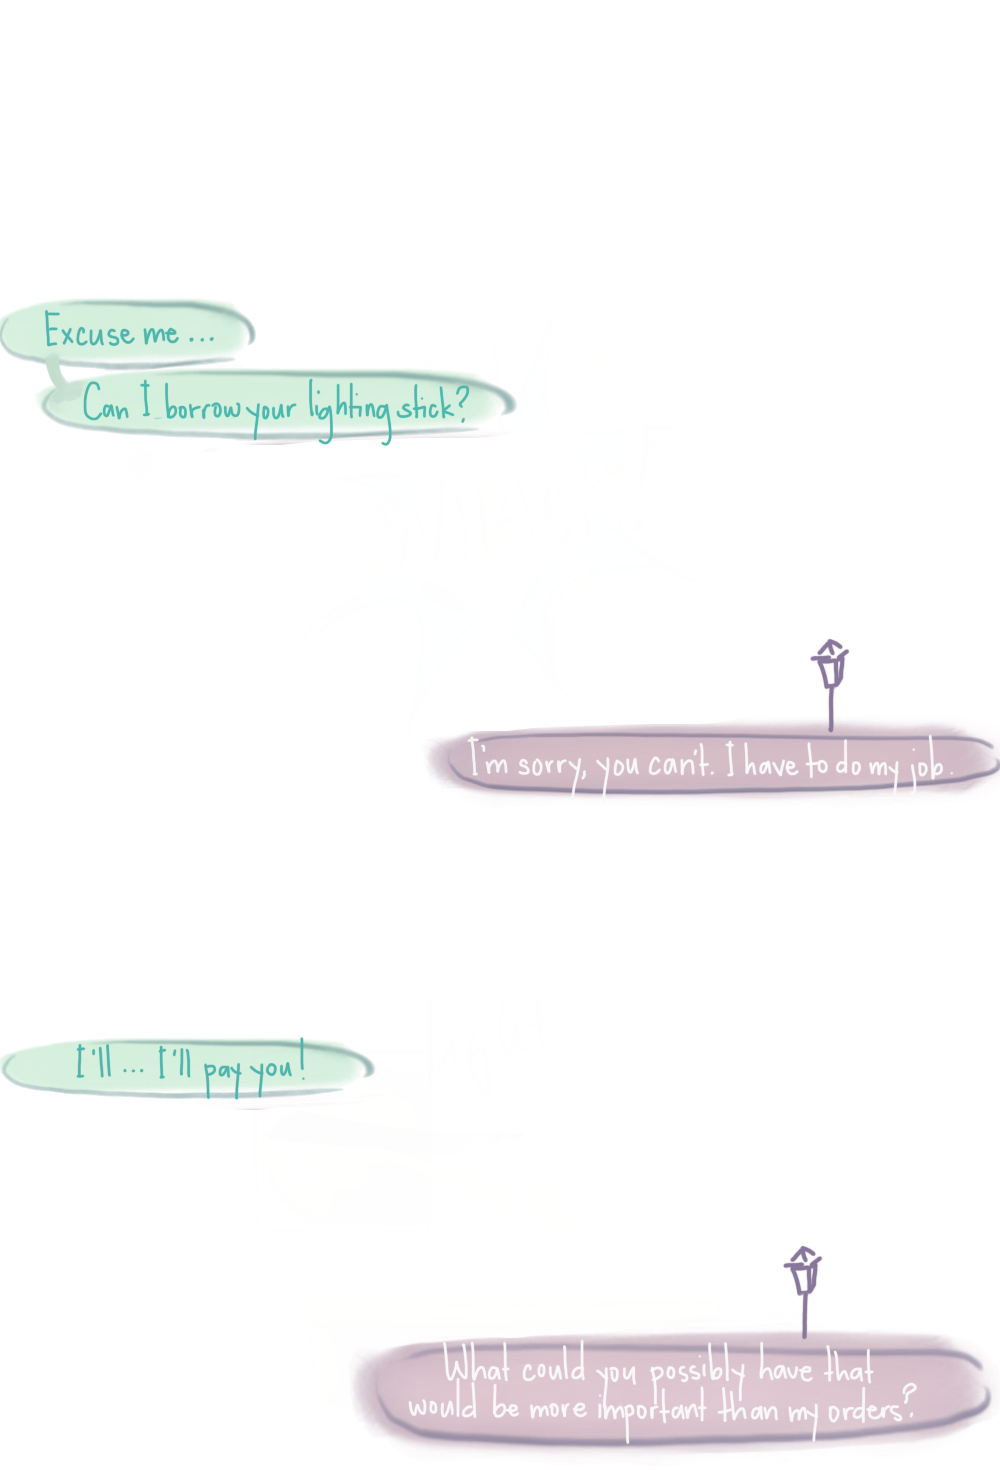 Excuse me ...
Can I borrow your lighting stick?
I'm sorry, you can't. I have to do my job.
I'll ... I'll pay you!
What could you possibly have that
would be more important than my orders?